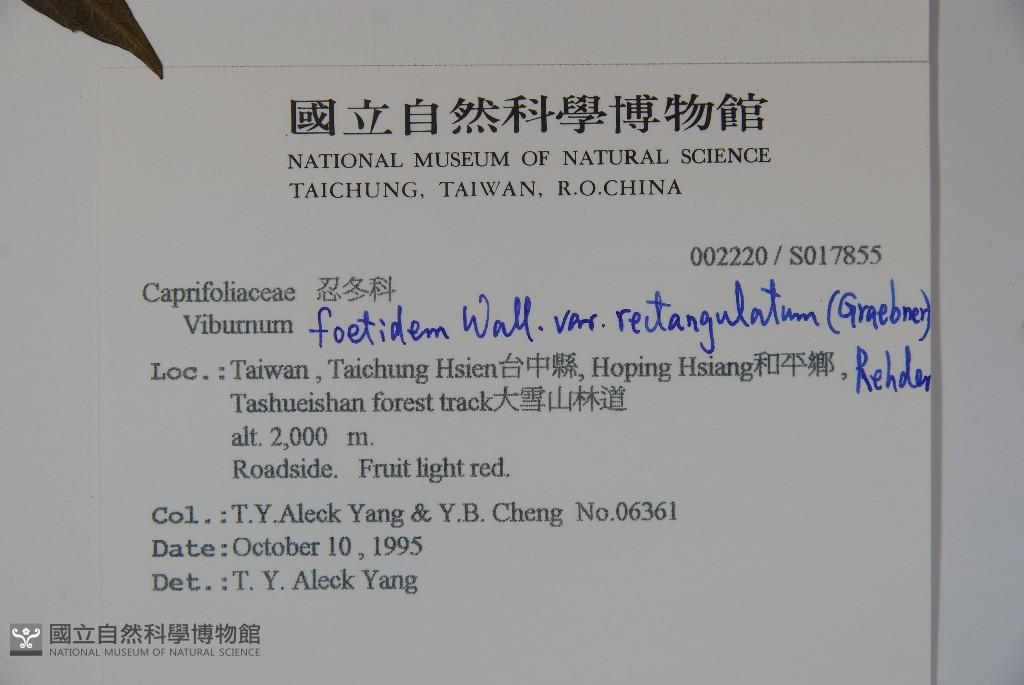 國立自然科學博物館
NATIONAL MUSEUM OF NATURAL SCIENCE
TAICHUNG, TAIWAN, R.O.CHINA
002220 / S017855
Caprifoliaceae 忍冬科
Viburnum foetidem Wall. var. rectangulatum (Graebner) Rehder
Loc.: Taiwan , Taichung Hsien台中縣, Hoping Hsiang和平鄉 ,
Tashueishan forest track大雪山林道
alt. 2,000 m.
Roadside. Fruit light red.
Col.: T.Y.Aleck Yang & Y.B. Cheng No.06361
Date: October 10 , 1995
Det.: T. Y. Aleck Yang
國立自然科學博物館
NATIONAL MUSEUM OF NATURAL SCIENCE